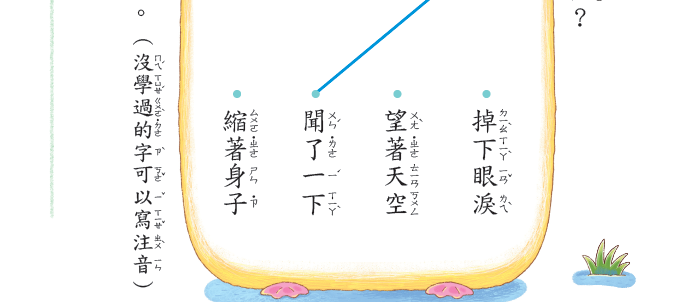 ？
掉下眼淚
望著天空
聞了一下
縮著身子
。（沒學過的字可以寫注音）